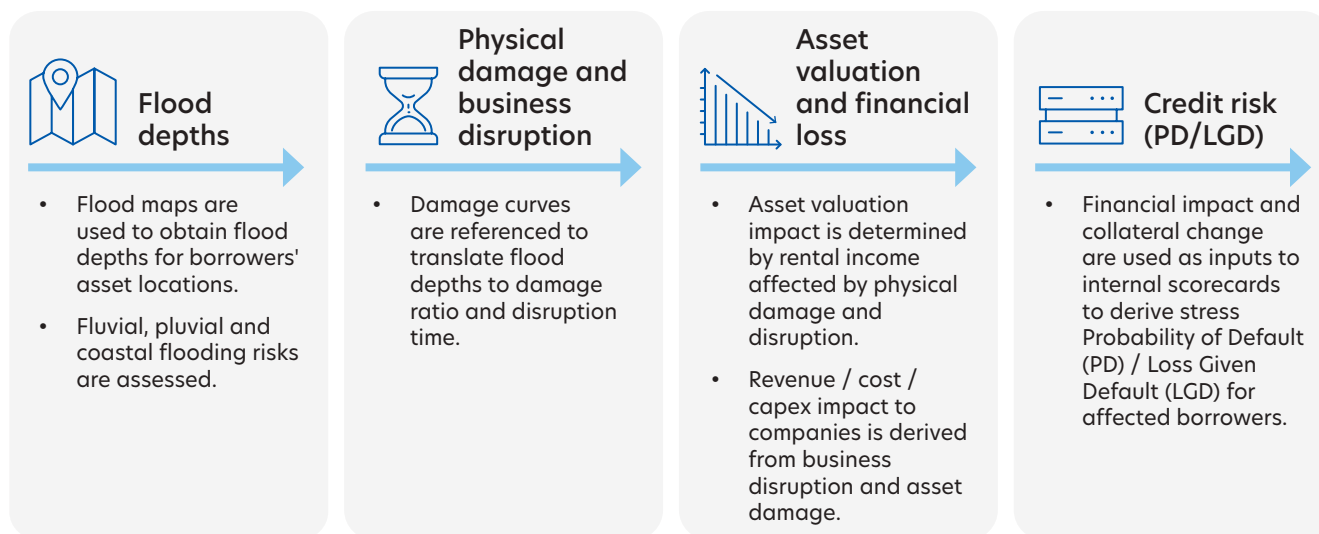 Flood
depths
• Flood maps are
used to obtain flood
depths for borrowers'
asset locations.
• Fluvial, pluvial and
coastal flooding risks
are assessed.
Physical
damage and
business
disruption
• Damage curves
are referenced to
translate flood
depths to damage
ratio and disruption
time.
Asset
valuation
and financial
loss
• Asset valuation
impact is determined
by rental income
affected by physical
damage and
disruption.
• Revenue / cost /
capex impact to
companies is derived
from business
disruption and asset
damage.
Credit risk
(PD/LGD)
• Financial impact and
collateral change
are used as inputs to
internal scorecards
to derive stress
Probability of Default
(PD) / Loss Given
Default (LGD) for
affected borrowers.